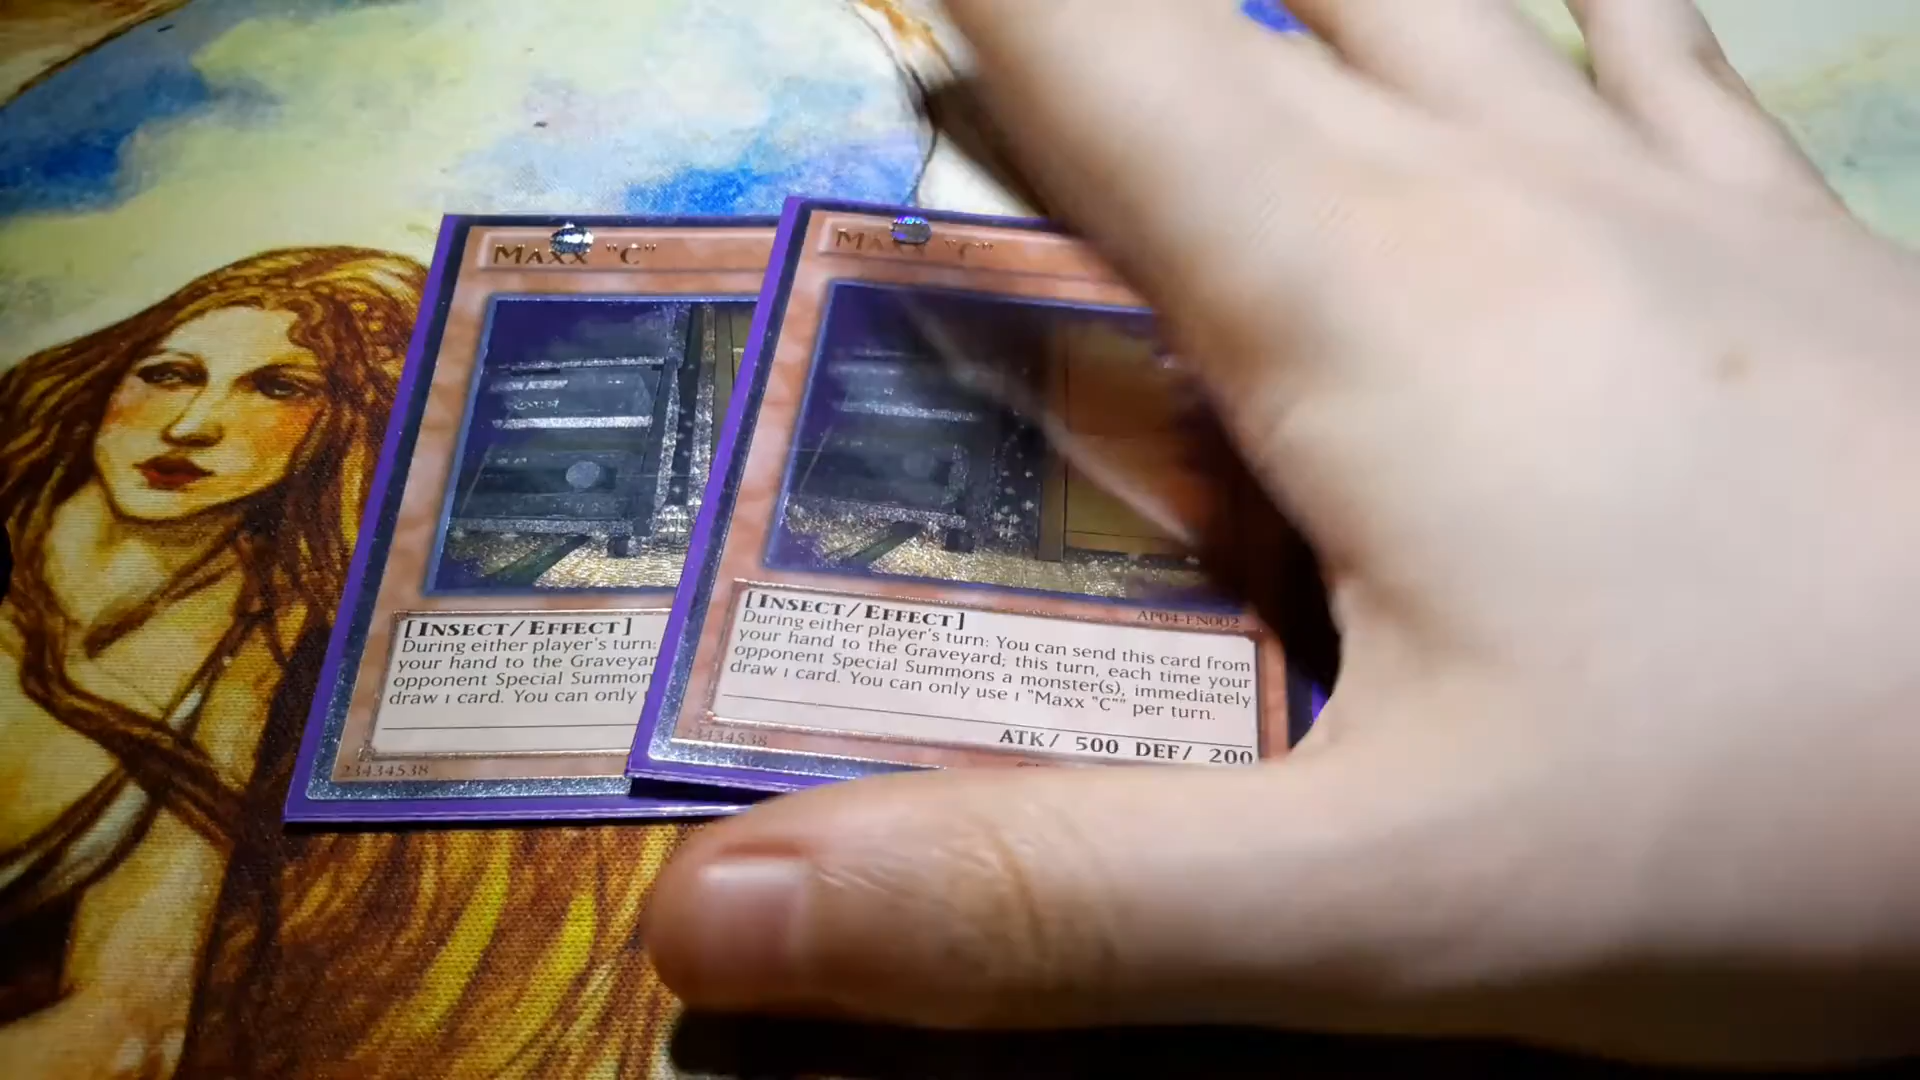 MAXX "C"
[INSECT/EFFECT]
During either player's turn:
your hand to the Graveyar
opponent Special Summon
draw 1 card. You can only
23434538
MAXX "C"
AP04-EN002
[INSECT/EFFECT]
During either player's turn: You can send this card from
your hand to the Graveyard; this turn, each time your
opponent Special Summons a monster(s), immediately
draw 1 card. You can only use 1 "Maxx "C"" per turn.
ATK/ 500 DEF/ 200
23434538